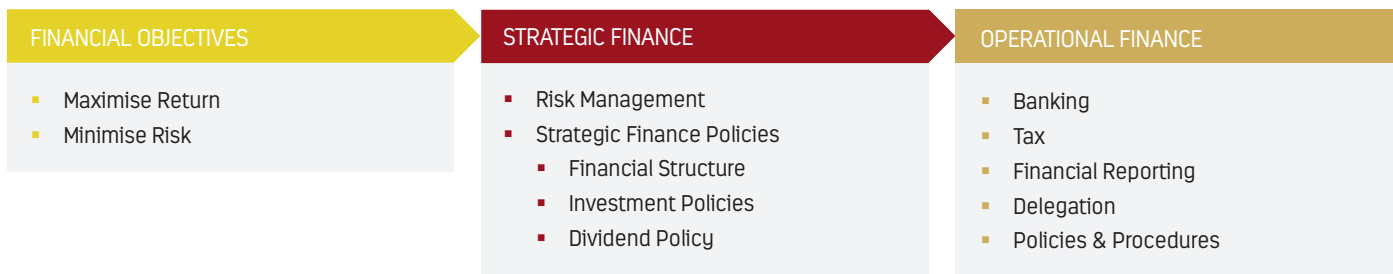 FINANCIAL OBJECTIVES
Maximise Return
Minimise Risk
STRATEGIC FINANCE
Risk Management
Strategic Finance Policies
Financial Structure
Investment Policies
Dividend Policy
OPERATIONAL FINANCE
Banking
Tax
Financial Reporting
Delegation
Policies & Procedures